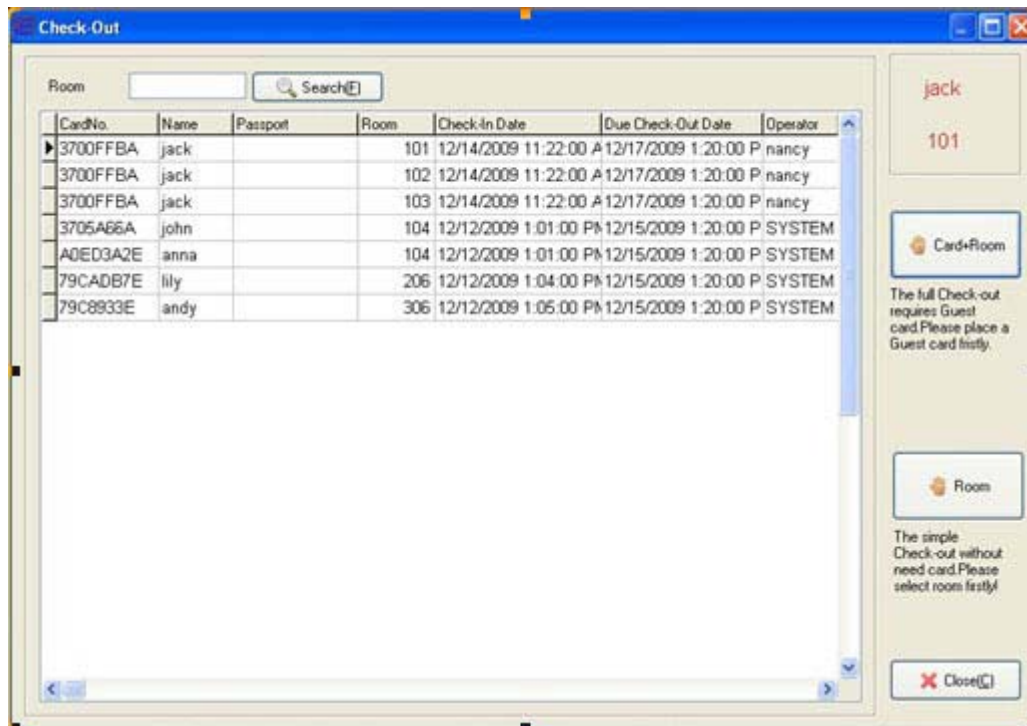 Check-Out
Room Search(F)
jack
101
CardNo. Name Passport Room Check-In Date Due Check-Out Date Operator
3700FFBA jack 101 12/14/2009 11:22:00 A 12/17/2009 1:20:00 P nancy
3700FFBA jack 102 12/14/2009 11:22:00 A 12/17/2009 1:20:00 P nancy
3700FFBA jack 103 12/14/2009 11:22:00 A 12/17/2009 1:20:00 P nancy
3705A66A john 104 12/12/2009 1:01:00 PM 12/15/2009 1:20:00 P SYSTEM
A0ED3A2E anna 104 12/12/2009 1:01:00 PM 12/15/2009 1:20:00 P SYSTEM
79CADB7E lily 206 12/12/2009 1:04:00 PM 12/15/2009 1:20:00 P SYSTEM
79C8933E andy 306 12/12/2009 1:05:00 PM 12/15/2009 1:20:00 P SYSTEM
Card+Room
The full Check-out
requires Guest
card.Please place a
Guest card fristly.
Room
The simple
Check-out without
need card.Please
select room firstly!
Close(C)